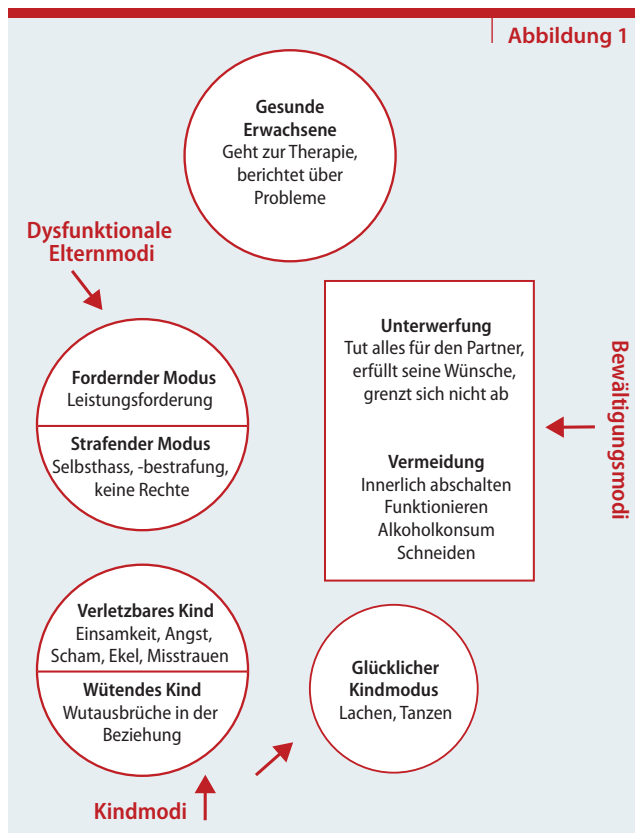 Abbildung 1
Gesunde
Erwachsene
Geht zur Therapie,
berichtet über
Probleme
Dysfunktionale
Elternmodi
Fordernder Modus
Leistungsforderung
Strafender Modus
Selbsthass, -bestrafung,
keine Rechte
Unterwerfung
Tut alles für den Partner,
erfüllt seine Wünsche,
grenzt sich nicht ab
Vermeidung
Innerlich abschalten
Funktionieren
Alkoholkonsum
Schneiden
Bewältigungsmodi
Verletzbares Kind
Einsamkeit, Angst,
Scham, Ekel, Misstrauen
Wütendes Kind
Wutausbrüche in der
Beziehung
Glücklicher
Kindmodus
Lachen, Tanzen
Kindmodi